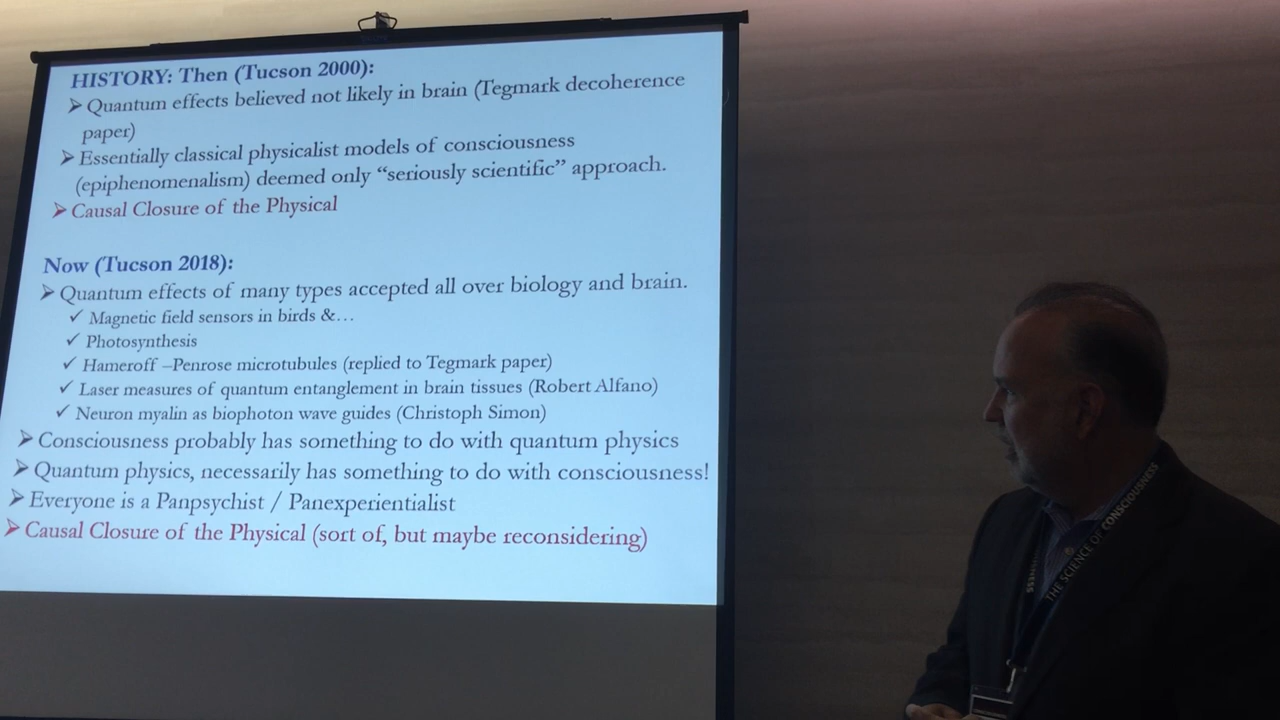 HISTORY: Then (Tucson 2000):
➢ Quantum effects believed not likely in brain (Tegmark decoherence
paper)
➢ Essentially classical physicalist models of consciousness
(epiphenomenalism) deemed only “seriously scientific” approach.
➢ Causal Closure of the Physical
Now (Tucson 2018):
➢ Quantum effects of many types accepted all over biology and brain.
✓ Magnetic field sensors in birds &…
✓ Photosynthesis
✓ Hameroff –Penrose microtubules (replied to Tegmark paper)
✓ Laser measures of quantum entanglement in brain tissues (Robert Alfano)
✓ Neuron myalin as biophoton wave guides (Christoph Simon)
➢ Consciousness probably has something to do with quantum physics
➢ Quantum physics, necessarily has something to do with consciousness!
➢ Everyone is a Panpsychist / Panexperientialist
➢ Causal Closure of the Physical (sort of, but maybe reconsidering)
THE SCIENCE OF CONSCIOUSNESS